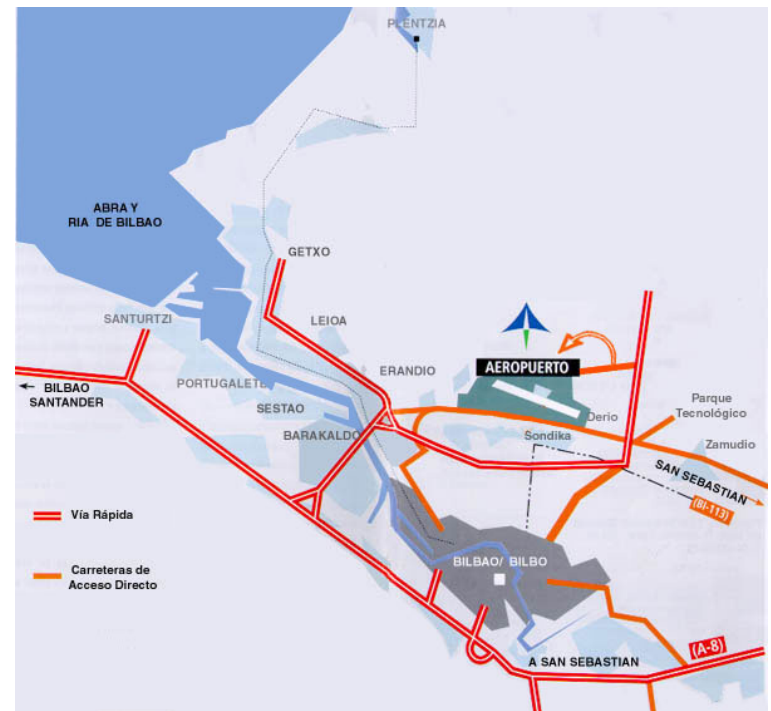 PLENTZIA
ABRA Y
RIA DE BILBAO
GETXO
SANTURTZI
LEIOA
AEROPUERTO
ERANDIO
BILBAO
SANTANDER
PORTUGALETE
SESTAO
BARAKALDO
Derio
Parque
Tecnológico
Sondika
Zamudio
SAN SEBASTIAN
(BI-113)
Vía Rápida
Carreteras de
Acceso Directo
BILBAO/ BILBO
A SAN SEBASTIAN
(A-8)